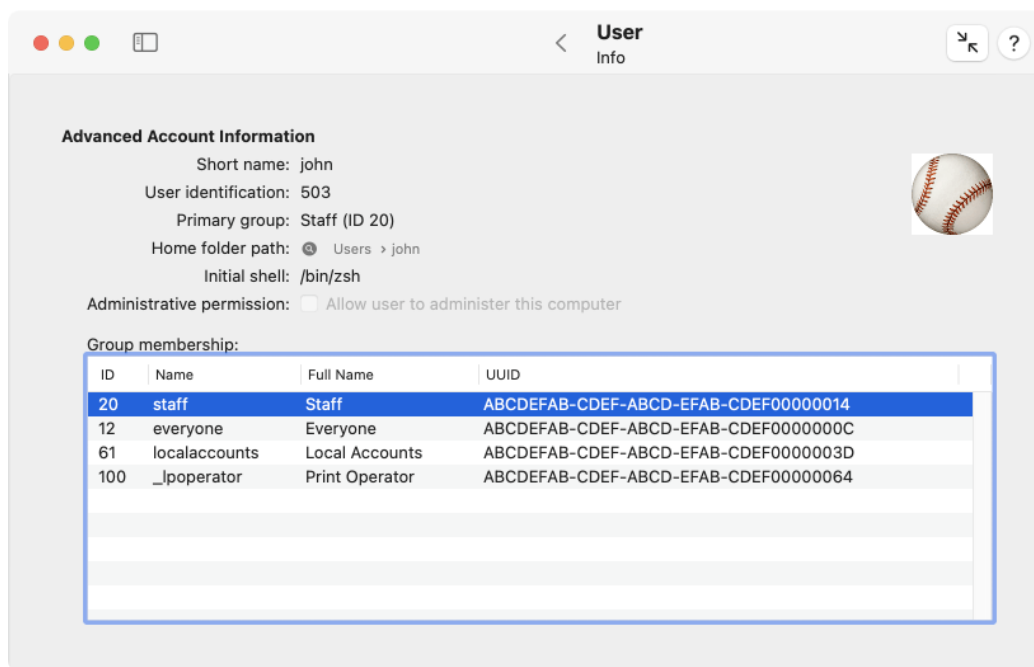 User
Info
?
Advanced Account Information
Short name: john
User identification: 503
Primary group: Staff (ID 20)
Home folder path: Users › john
Initial shell: /bin/zsh
Administrative permission: Allow user to administer this computer
Group membership:
ID Name Full Name UUID
20 staff Staff ABCDEFAB-CDEF-ABCD-EFAB-CDEF00000014
12 everyone Everyone ABCDEFAB-CDEF-ABCD-EFAB-CDEF0000000C
61 localaccounts Local Accounts ABCDEFAB-CDEF-ABCD-EFAB-CDEF0000003D
100 _lpoperator Print Operator ABCDEFAB-CDEF-ABCD-EFAB-CDEF00000064